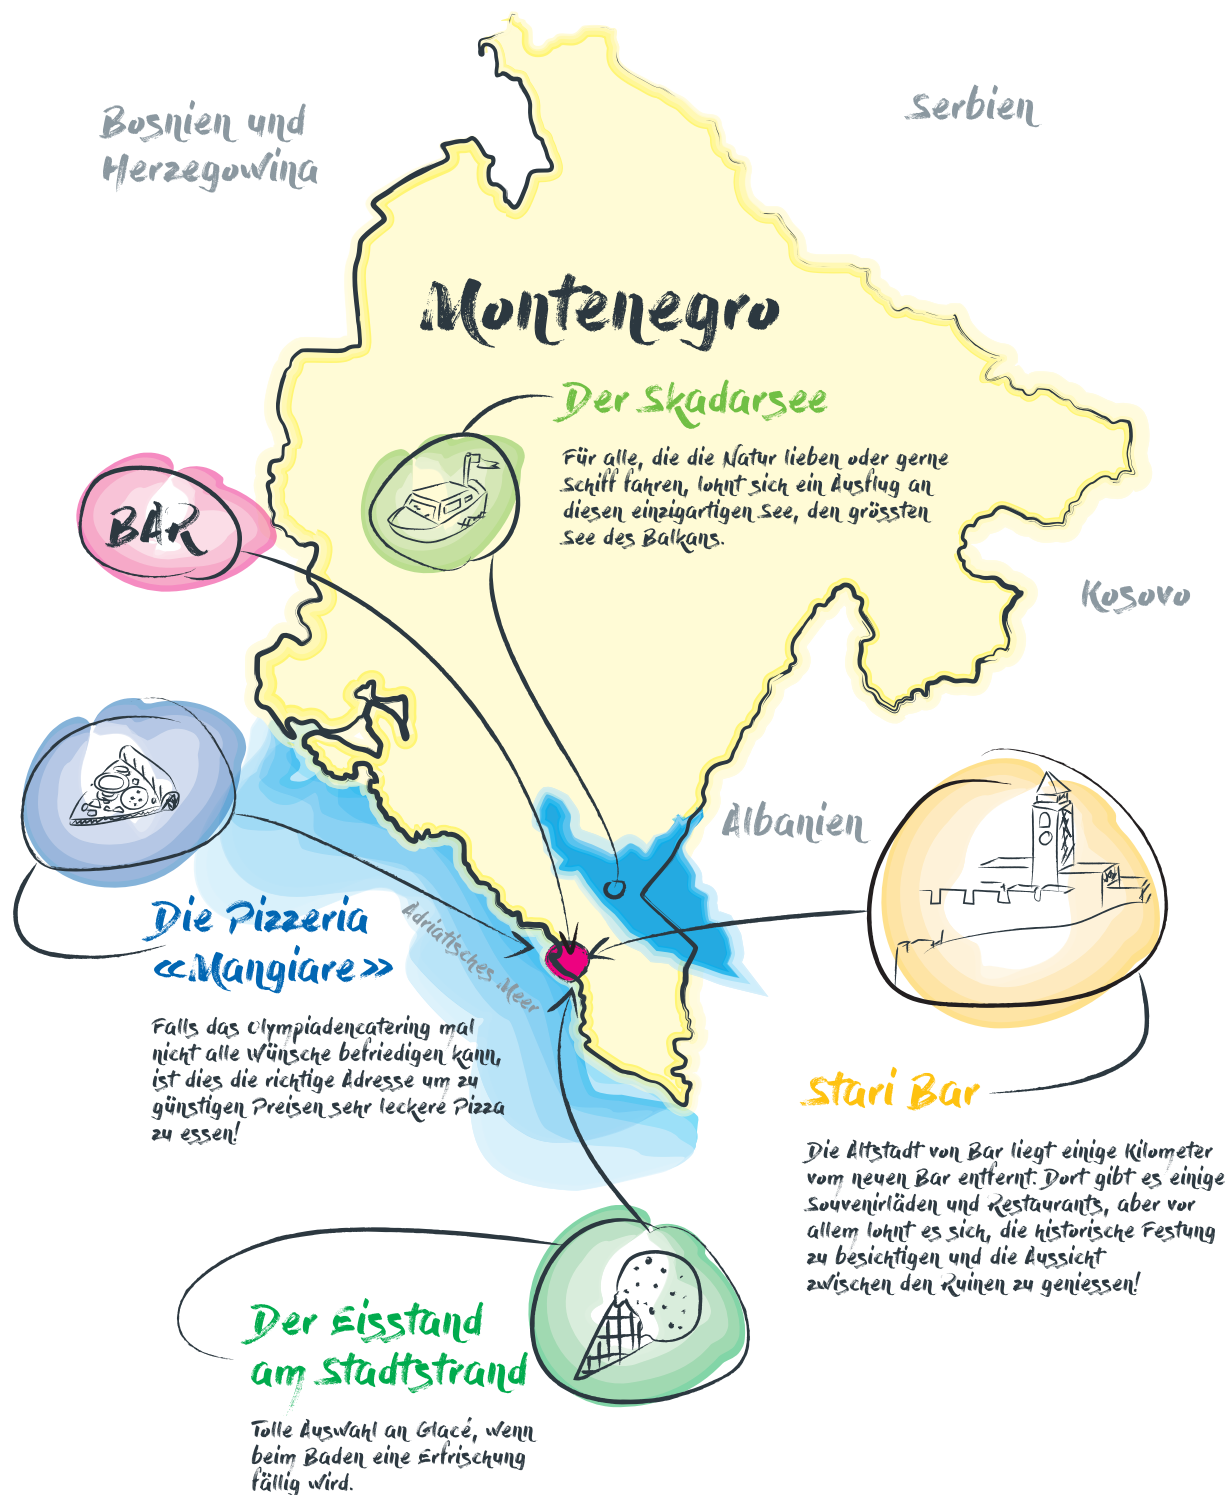 Bosnien und
Herzegowina
Serbien
Montenegro
Der Skadarsee
Für alle, die die Natur lieben oder gerne
Schiff fahren, lohnt sich ein Ausflug an
diesen einzigartigen See, den grössten
See des Balkans.
BAR
Kosovo
Albanien
Die Pizzeria
«Mangiare»
Adriatisches Meer
Falls das Olympiadencatering mal
nicht alle Wünsche befriedigen kann,
ist dies die richtige Adresse um zu
günstigen Preisen sehr leckere Pizza
zu essen!
Stari Bar
Die Altstadt von Bar liegt einige Kilometer
vom neuen Bar entfernt. Dort gibt es einige
Souvenirläden und Restaurants, aber vor
allem lohnt es sich, die historische Festung
zu besichtigen und die Aussicht
zwischen den Ruinen zu geniessen!
Der Eisstand
am Stadtstrand
Tolle Auswahl an Glacé, wenn
beim Baden eine Erfrischung
fällig wird.